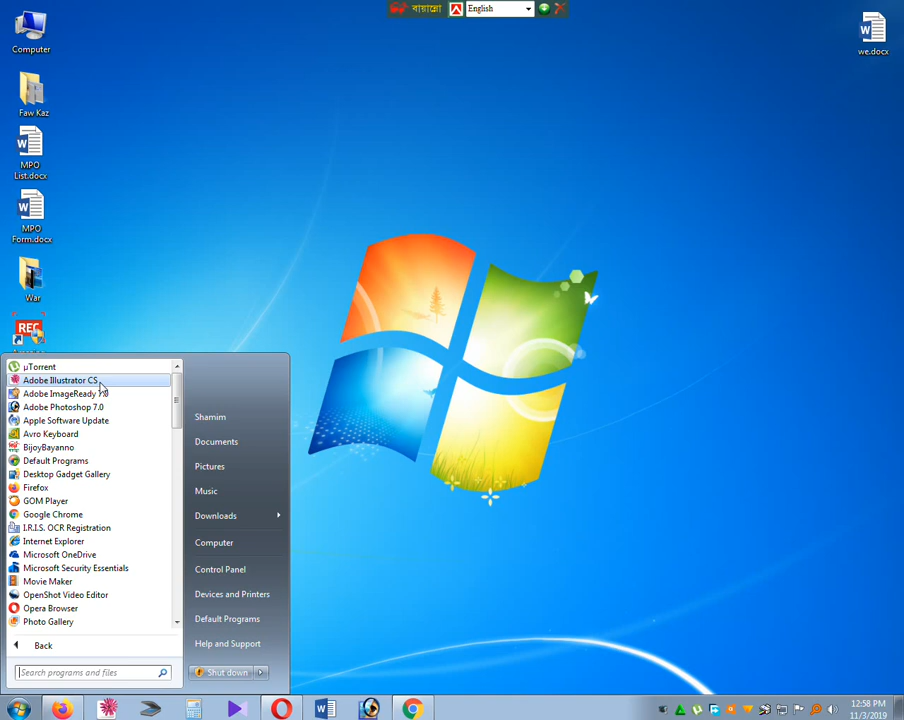 বায়ান্নো
English
Computer
Faw Kaz
MPO
List.docx
MPO
Form.docx
War
REC
we.docx
µTorrent
Adobe Illustrator CS
Adobe ImageReady 7.0
Adobe Photoshop 7.0
Apple Software Update
Avro Keyboard
BijoyBayanno
Default Programs
Desktop Gadget Gallery
Firefox
GOM Player
Google Chrome
I.R.I.S. OCR Registration
Internet Explorer
Microsoft OneDrive
Microsoft Security Essentials
Movie Maker
OpenShot Video Editor
Opera Browser
Photo Gallery
Back
Search programs and files
Shamim
Documents
Pictures
Music
Downloads
Computer
Control Panel
Devices and Printers
Default Programs
Help and Support
Shut down
12:58 PM
11/3/2019